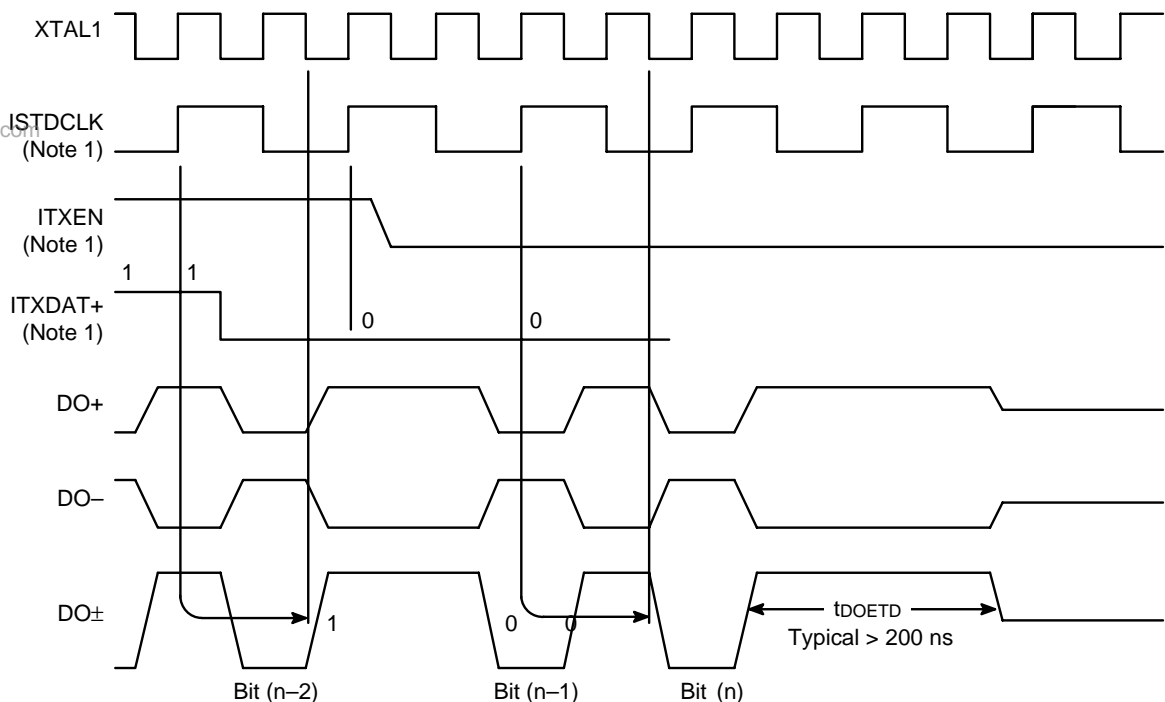 XTAL1
com
ISTDCLK
(Note 1)
ITXEN
(Note 1)
1 1
ITXDAT+
(Note 1)
0 0
DO+
DO–
DO±
1 0 0
tDOETD
Typical > 200 ns
Bit (n–2) Bit (n–1) Bit (n)